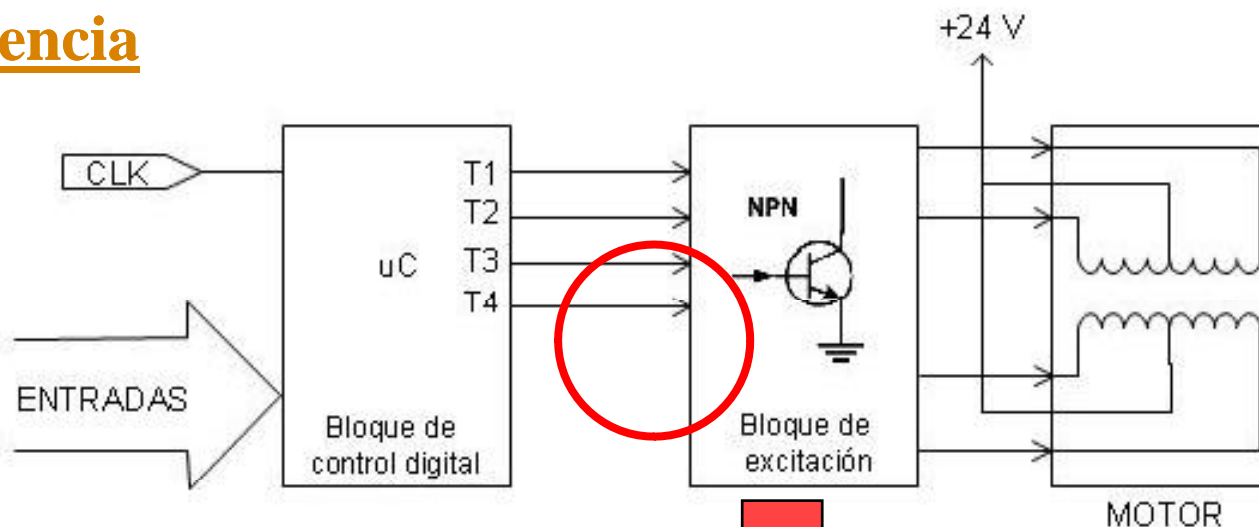 encia
+24 V
CLK
T1
T2
T3
T4
uC
NPN
ENTRADAS
Bloque de
control digital
Bloque de
excitación
MOTOR